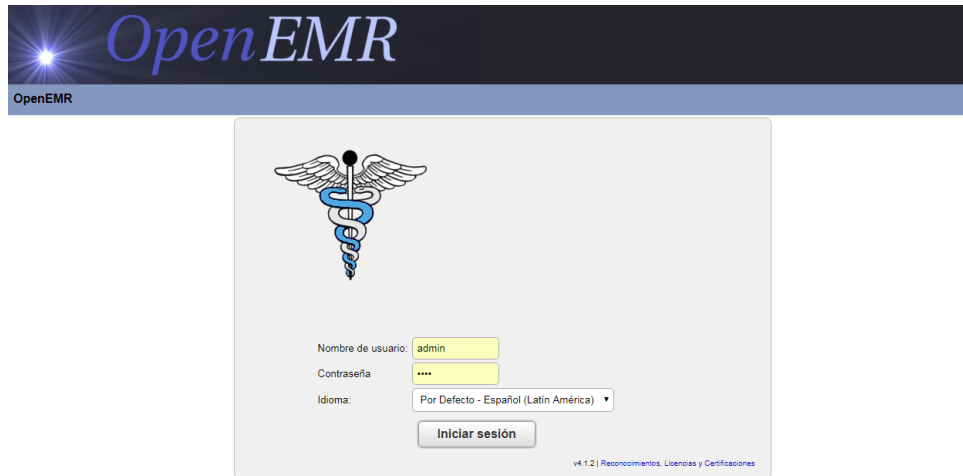 OpenEMR
OpenEMR
Nombre de usuario: admin
Contraseña ••••
Idioma: Por Defecto - Español (Latín América)
Iniciar sesión
v4.1.2 | Reconocimientos, Licencias y Certificaciones